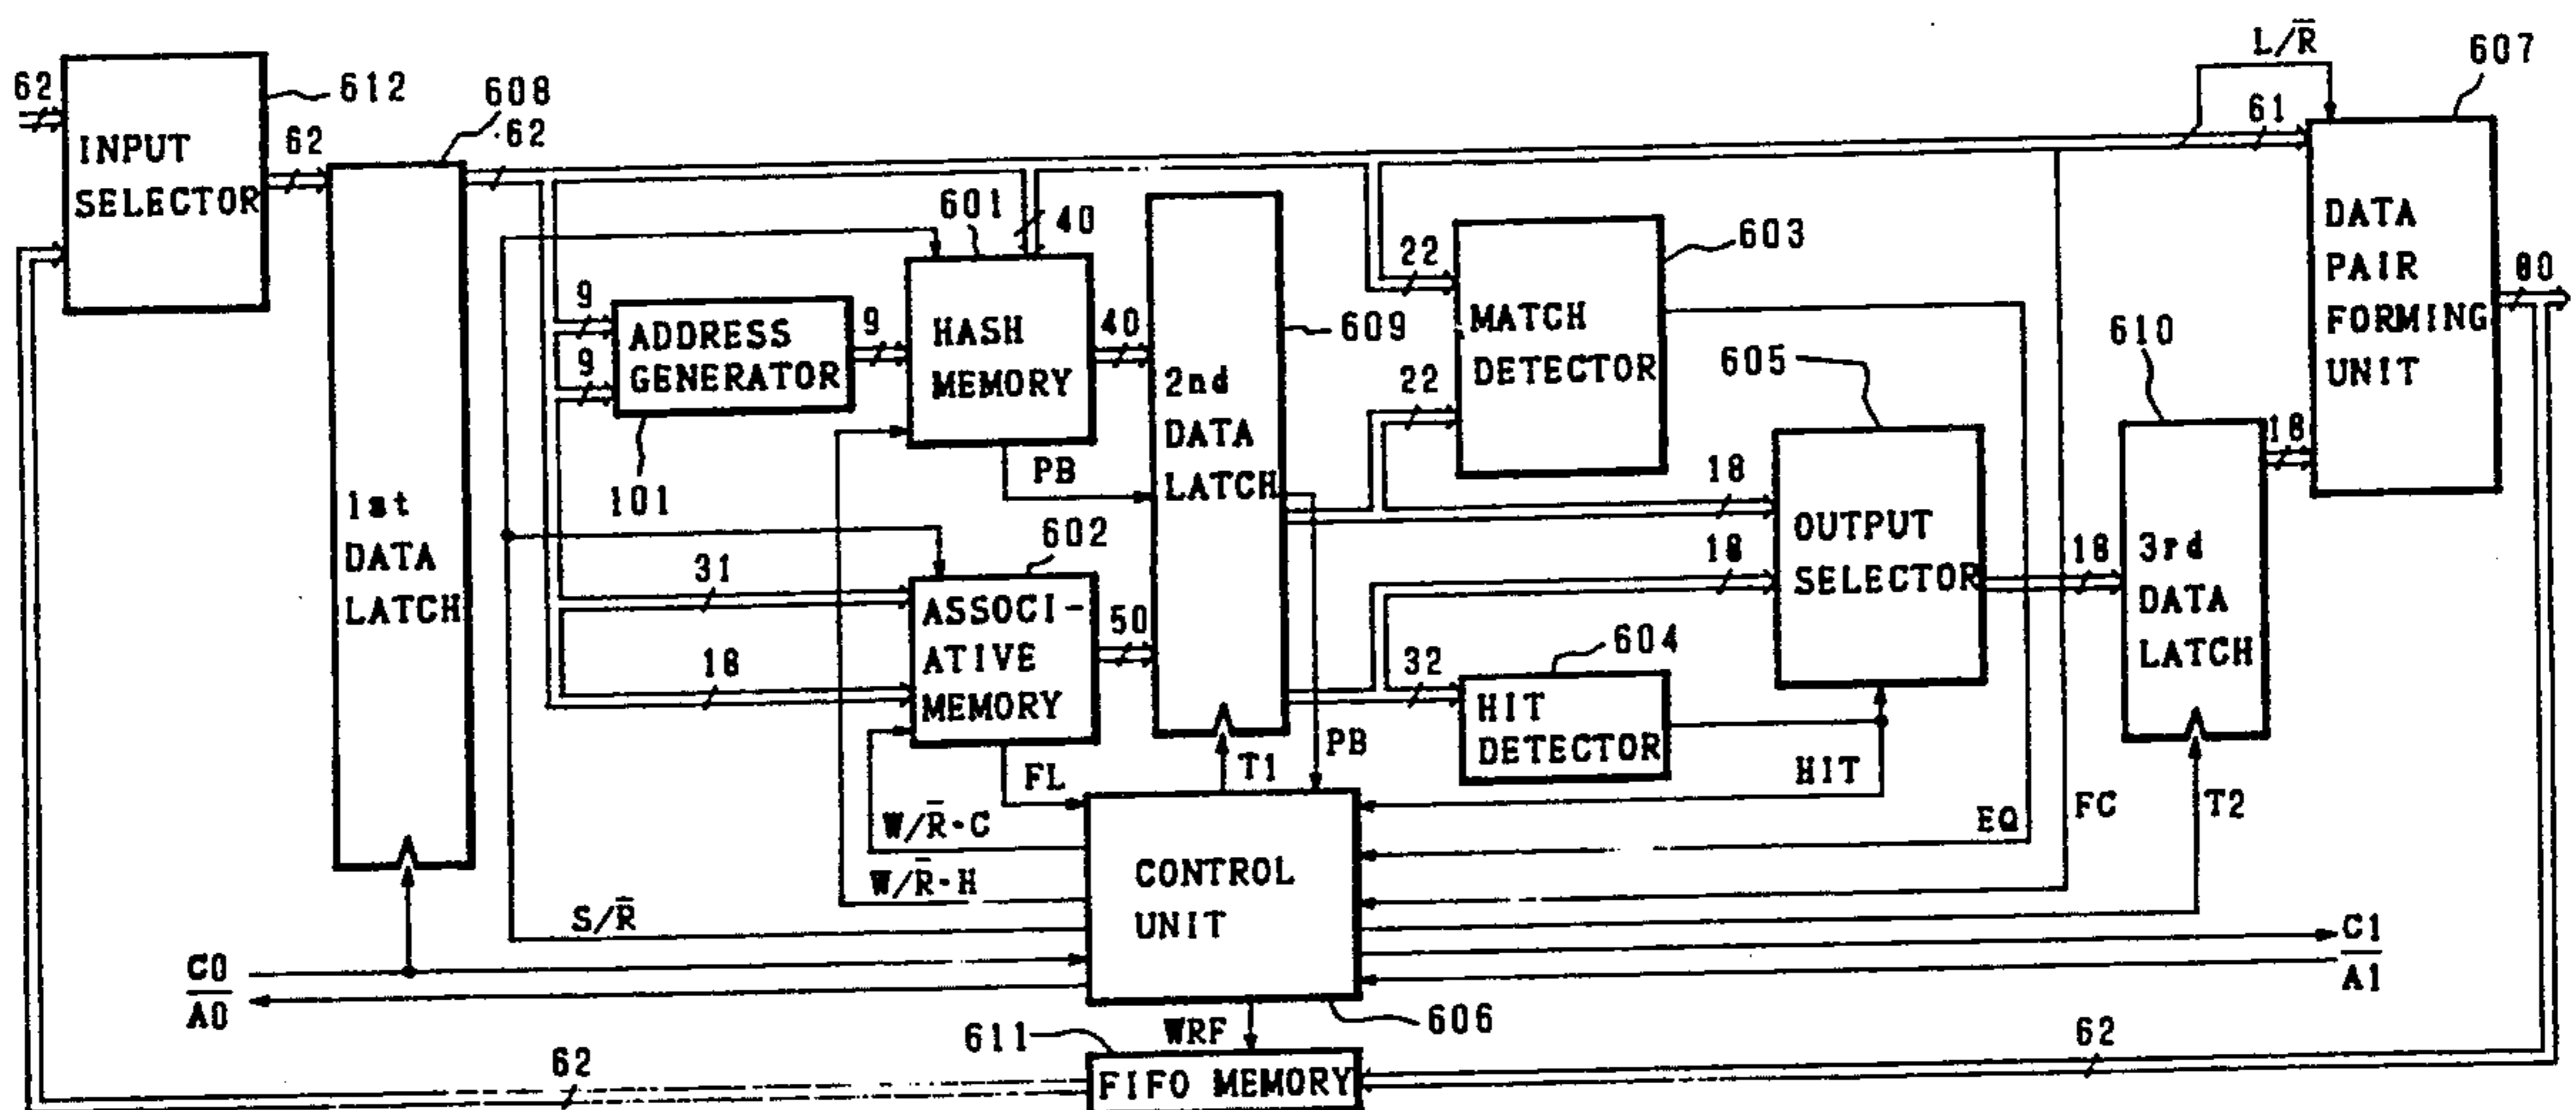 L/R̅
607
62
612
608
62
62
61
INPUT
SELECTOR
601
40
603
DATA
PAIR
FORMING
UNIT
80
22
9
ADDRESS
GENERATOR
9
9
HASH
MEMORY
40
609
MATCH
DETECTOR
605
610
22
2nd
DATA
LATCH
18
101
PB
18
1st
DATA
LATCH
602
OUTPUT
SELECTOR
18
18
3rd
DATA
LATCH
31
ASSOCI-
ATIVE
MEMORY
50
604
18
32
HIT
DETECTOR
FL
T1
PB
HIT
EQ
FC
T2
W/R̅-C
W/R̅-H
CONTROL
UNIT
S/R̅
C0
A̅0̅
C1
A̅1̅
606
WRF
611
62
FIFO MEMORY
62